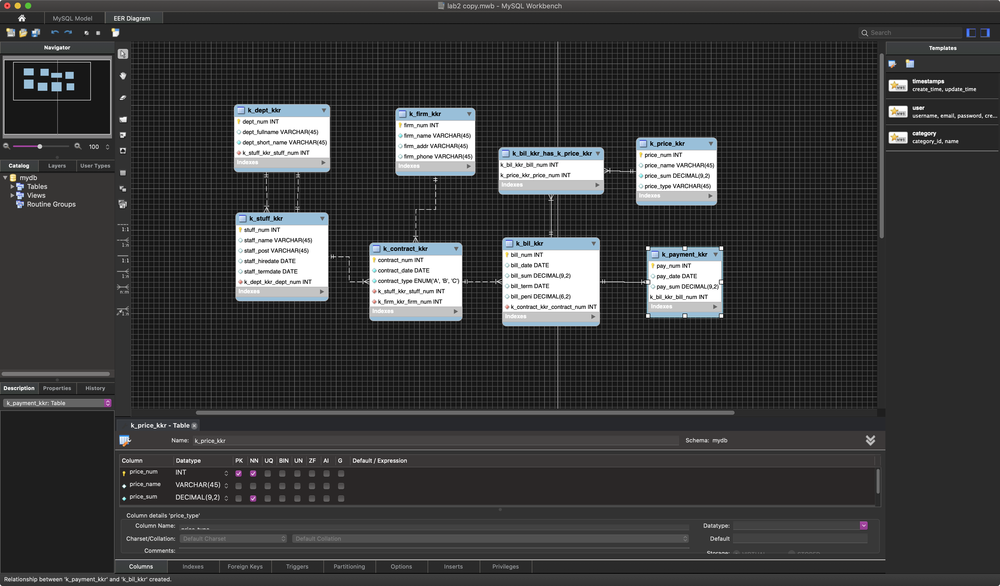 lab2 copy.mwb - MySQL Workbench
MySQL Model
EER Diagram
Search
Navigator
100
Catalog
Layers
User Types
mydb
Tables
Views
Routine Groups
Description
Properties
History
k_payment_kkr: Table
1:1
1:n
1:1
1:n
n:m
1:n
k_dept_kkr
dept_num INT
dept_fullname VARCHAR(45)
dept_short_name VARCHAR(45)
k_stuff_kkr_stuff_num INT
Indexes
k_firm_kkr
firm_num INT
firm_name VARCHAR(45)
firm_addr VARCHAR(45)
firm_phone VARCHAR(45)
Indexes
k_bil_kkr_has_k_price_kkr
k_bil_kkr_bill_num INT
k_price_kkr_price_num INT
Indexes
k_price_kkr
price_num INT
price_name VARCHAR(45)
price_sum DECIMAL(9,2)
price_type VARCHAR(45)
Indexes
k_stuff_kkr
stuff_num INT
staff_name VARCHAR(45)
staff_post VARCHAR(45)
staff_hiredate DATE
staff_termdate DATE
k_dept_kkr_dept_num INT
Indexes
k_contract_kkr
contract_num INT
contract_date DATE
contract_type ENUM('A', 'B', 'C')
k_stuff_kkr_stuff_num INT
k_firm_kkr_firm_num INT
Indexes
k_bil_kkr
bill_num INT
bill_date DATE
bill_sum DECIMAL(9,2)
bill_term DATE
bill_peni DECIMAL(6,2)
k_contract_kkr_contract_num INT
Indexes
k_payment_kkr
pay_num INT
pay_date DATE
pay_sum DECIMAL(9,2)
k_bil_kkr_bill_num INT
Indexes
Templates
MWB
timestamps
create_time, update_time
MWB
user
username, email, password, cre...
MWB
category
category_id, name
k_price_kkr - Table
Name: k_price_kkr
Schema: mydb
Column Datatype PK NN UQ BIN UN ZF AI G Default / Expression
price_num INT
price_name VARCHAR(45)
price_sum DECIMAL(9,2)
Column details 'price_type'
Column Name: price_type
Datatype:
Charset/Collation: Default Charset Default Collation
Default
Comments:
Storage: VIRTUAL STORED
Columns
Indexes
Foreign Keys
Triggers
Partitioning
Options
Inserts
Privileges
Relationship between 'k_payment_kkr' and 'k_bil_kkr' created.